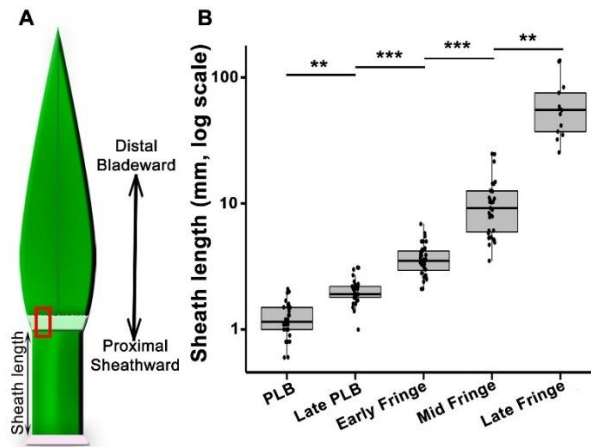 A
Distal
Bladeward
Proximal
Sheathward
Sheath length
B
Sheath length (mm, log scale)
100
10
1
** *** *** **
PLB
Late PLB
Early Fringe
Mid Fringe
Late Fringe